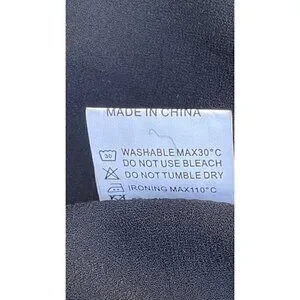 MADE IN CHINA
30
WASHABLE MAX30°C
DO NOT USE BLEACH
DO NOT TUMBLE DRY
IRONING MAX110°C